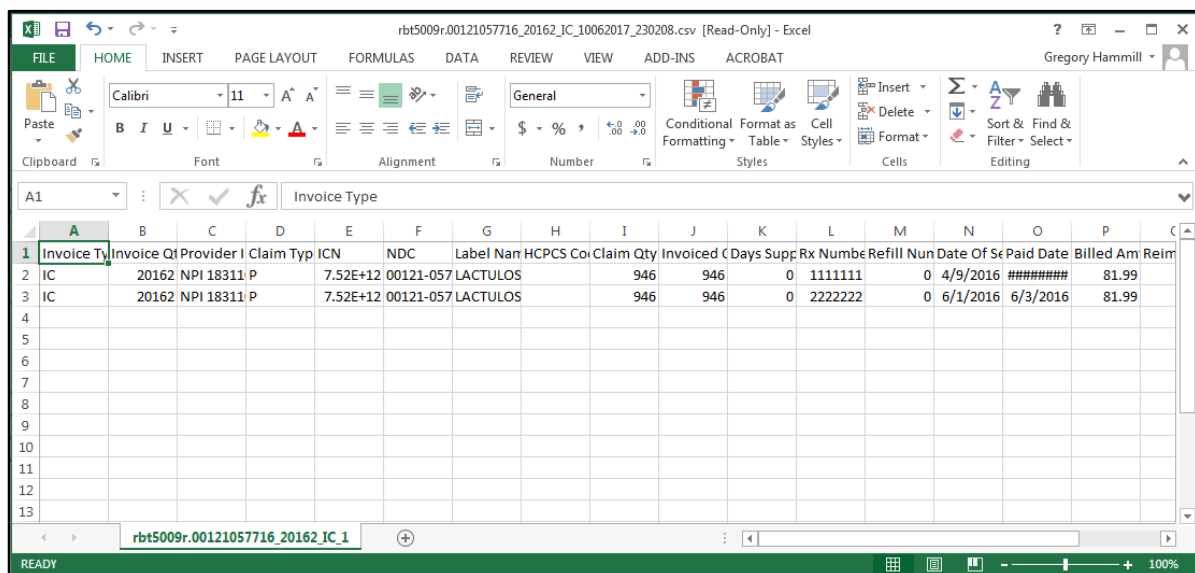 rbt5009r.00121057716_20162_IC_10062017_230208.csv [Read-Only] - Excel
FILE HOME INSERT PAGE LAYOUT FORMULAS DATA REVIEW VIEW ADD-INS ACROBAT Gregory Hammill
Paste Calibri 11 A A General Conditional Formatting Format as Table Cell Styles Insert Delete Format Sort & Filter Find & Select
B I U A $ % , .00 .0
Clipboard Font Alignment Number Styles Cells Editing
A1 fx Invoice Type
A B C D E F G H I J K L M N O P
1 Invoice Ty Invoice Qt Provider I Claim Typ ICN NDC Label Nam HCPCS Co Claim Qty Invoiced Q Days Supp Rx Numbe Refill Num Date Of Se Paid Date Billed Am Reim
2 IC 20162 NPI 18311 P 7.52E+12 00121-057 LACTULOS 946 946 0 1111111 0 4/9/2016 ######## 81.99
3 IC 20162 NPI 18311 P 7.52E+12 00121-057 LACTULOS 946 946 0 2222222 0 6/1/2016 6/3/2016 81.99
4
5
6
7
8
9
10
11
12
13
rbt5009r.00121057716_20162_IC_1
READY 100%